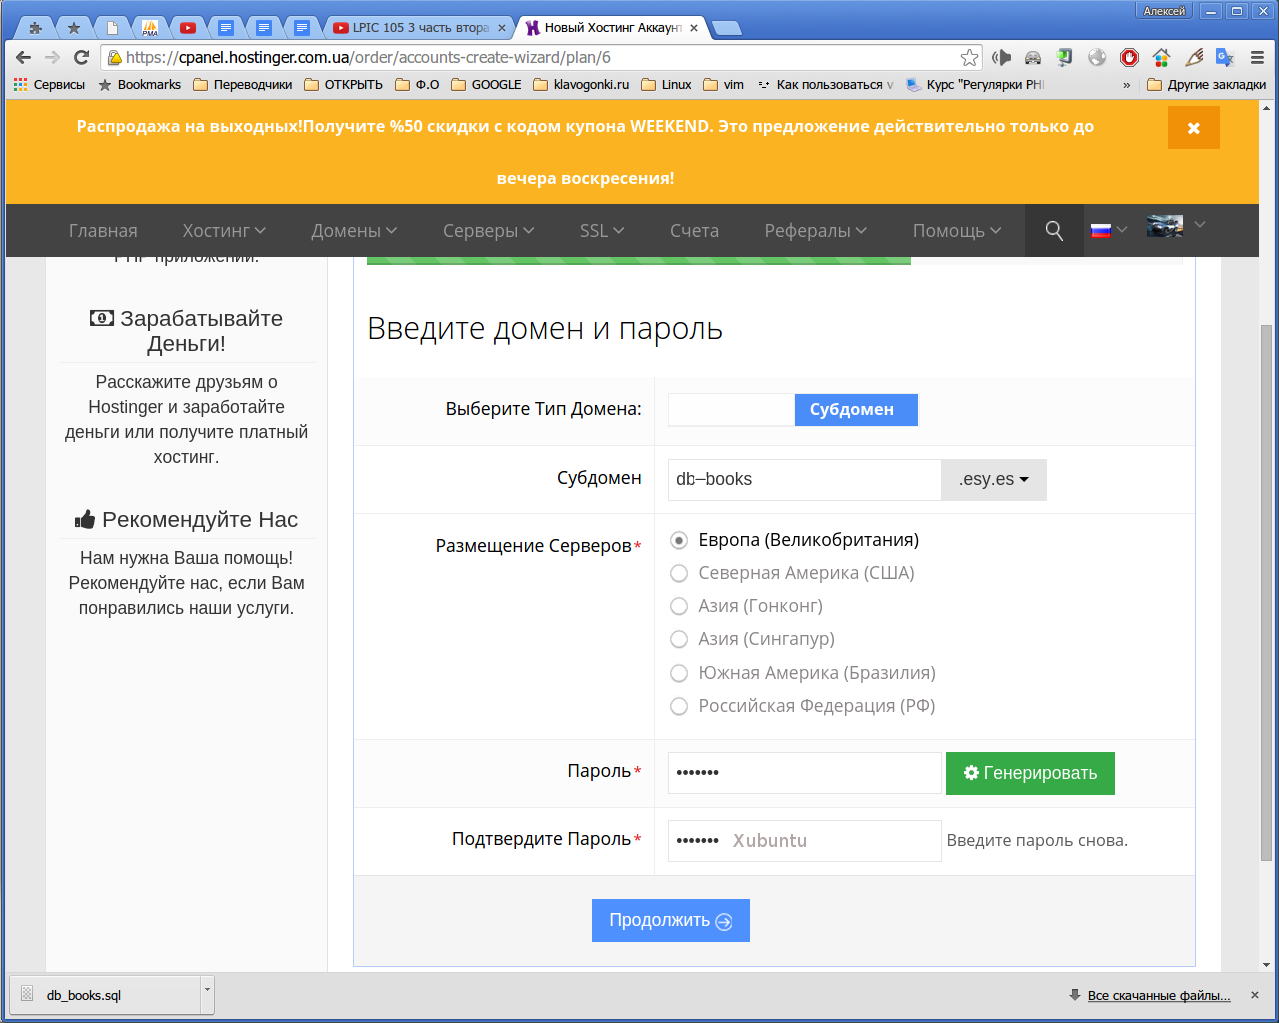 Алексей
PMA
LPIC 105 3 часть втора
Новый Хостинг Аккаун
https://cpanel.hostinger.com.ua/order/accounts-create-wizard/plan/6
Сервисы
Bookmarks
Переводчики
ОТКРЫТЬ
Ф.О
GOOGLE
klavogonki.ru
Linux
vim
Как пользоваться v
Курс "Регулярки PH
»
Другие закладки
Распродажа на выходных!Получите %50 скидки с кодом купона WEEKEND. Это предложение действительно только до
вечера воскресения!
Главная
Хостинг
Домены
Серверы
SSL
Счета
Рефералы
Помощь
PHP приложений.
Зарабатывайте
Деньги!
Расскажите друзьям о
Hostinger и заработайте
деньги или получите платный
хостинг.
Рекомендуйте Нас
Нам нужна Ваша помощь!
Рекомендуйте нас, если Вам
понравились наши услуги.
Введите домен и пароль
Выберите Тип Домена:
Субдомен
Субдомен
db-books
.esy.es
Размещение Серверов*
Европа (Великобритания)
Северная Америка (США)
Азия (Гонконг)
Азия (Сингапур)
Южная Америка (Бразилия)
Российская Федерация (РФ)
Пароль*
•••••••
Генерировать
Подтвердите Пароль*
•••••••
Xubuntu
Введите пароль снова.
Продолжить
db_books.sql
Все скачанные файлы...